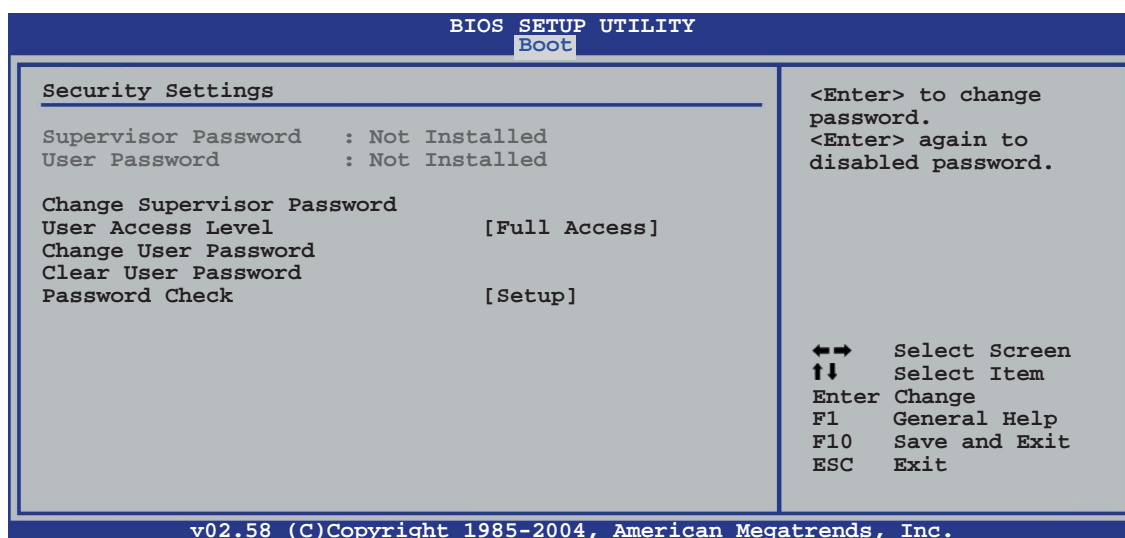 BIOS SETUP UTILITY
Boot
Security Settings
Supervisor Password : Not Installed
User Password : Not Installed
Change Supervisor Password
User Access Level [Full Access]
Change User Password
Clear User Password
Password Check [Setup]
<Enter> to change
password.
<Enter> again to
disabled password.
←→ Select Screen
↑↓ Select Item
Enter Change
F1 General Help
F10 Save and Exit
ESC Exit
v02.58 (C)Copyright 1985-2004, American Megatrends, Inc.